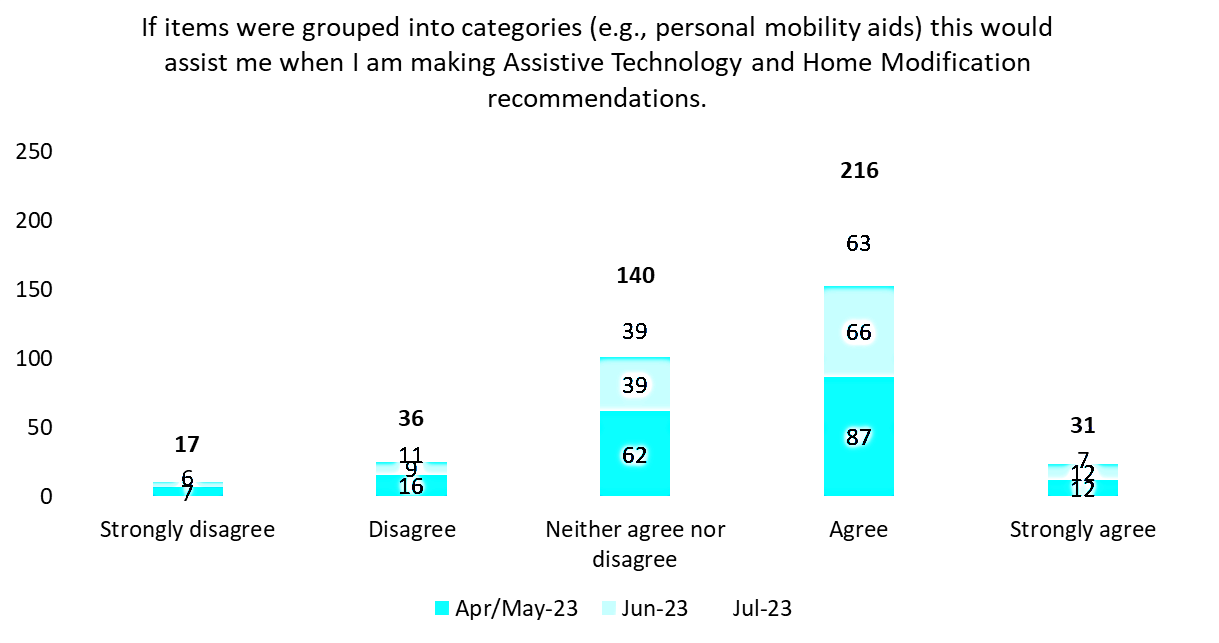 If items were grouped into categories (e.g., personal mobility aids) this would
assist me when I am making Assistive Technology and Home Modification
recommendations.
250
200
150
100
50
0
17
6
7
36
11
9
16
140
39
39
62
216
63
66
87
31
7
12
12
Strongly disagree
Disagree
Neither agree nor
disagree
Agree
Strongly agree
Apr/May-23 Jun-23 Jul-23